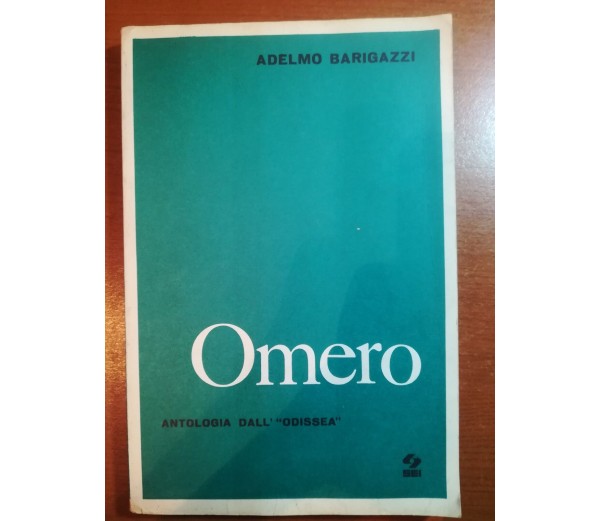 ADELMO BARIGAZZI
Omero
ANTOLOGIA DALL' "ODISSEA"